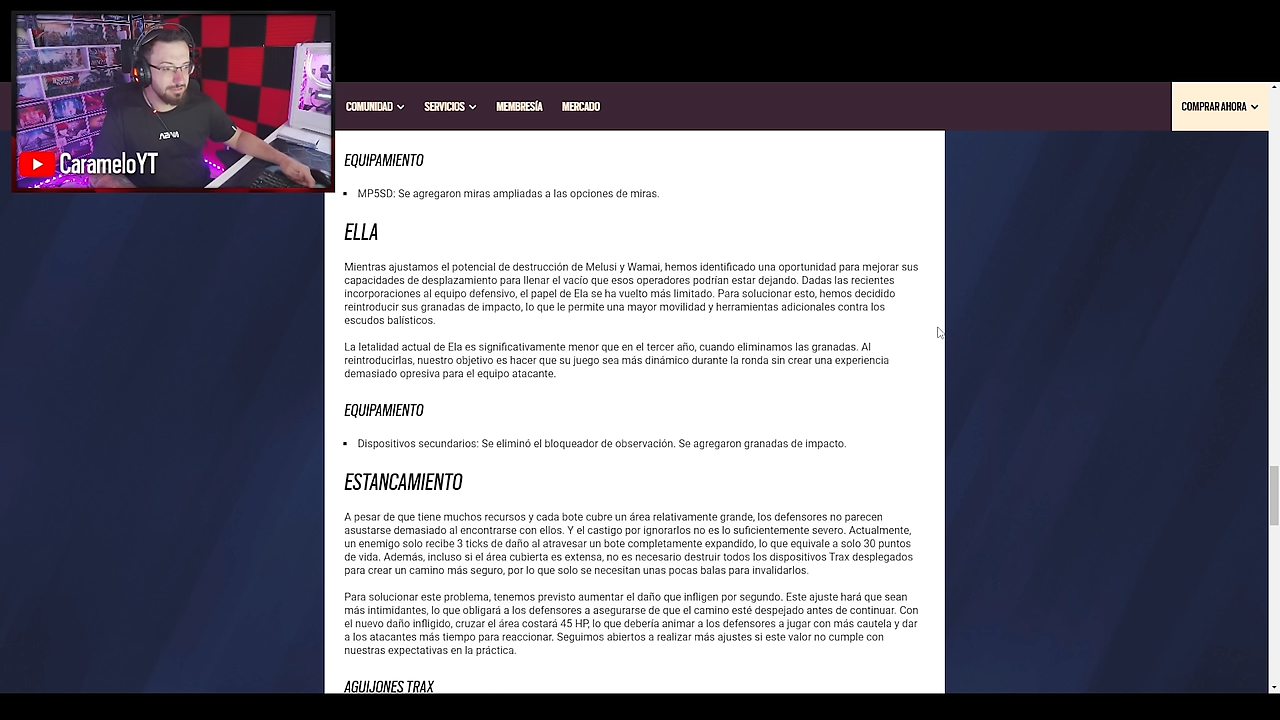 CarameloYT
COMUNIDAD
SERVICIOS
MEMBRESÍA
MERCADO
COMPRAR AHORA
EQUIPAMIENTO
▪ MP5SD: Se agregaron miras ampliadas a las opciones de miras.
ELLA
Mientras ajustamos el potencial de destrucción de Melusi y Wamai, hemos identificado una oportunidad para mejorar sus
capacidades de desplazamiento para llenar el vacío que esos operadores podrían estar dejando. Dadas las recientes
incorporaciones al equipo defensivo, el papel de Ela se ha vuelto más limitado. Para solucionar esto, hemos decidido
reintroducir sus granadas de impacto, lo que le permite una mayor movilidad y herramientas adicionales contra los
escudos balísticos.
La letalidad actual de Ela es significativamente menor que en el tercer año, cuando eliminamos las granadas. Al
reintroducirlas, nuestro objetivo es hacer que su juego sea más dinámico durante la ronda sin crear una experiencia
demasiado opresiva para el equipo atacante.
EQUIPAMIENTO
▪ Dispositivos secundarios: Se eliminó el bloqueador de observación. Se agregaron granadas de impacto.
ESTANCAMIENTO
A pesar de que tiene muchos recursos y cada bote cubre un área relativamente grande, los defensores no parecen
asustarse demasiado al encontrarse con ellos. Y el castigo por ignorarlos no es lo suficientemente severo. Actualmente,
un enemigo solo recibe 3 ticks de daño al atravesar un bote completamente expandido, lo que equivale a solo 30 puntos
de vida. Además, incluso si el área cubierta es extensa, no es necesario destruir todos los dispositivos Trax desplegados
para crear un camino más seguro, por lo que solo se necesitan unas pocas balas para invalidarlos.
Para solucionar este problema, tenemos previsto aumentar el daño que infligen por segundo. Este ajuste hará que sean
más intimidantes, lo que obligará a los defensores a asegurarse de que el camino esté despejado antes de continuar. Con
el nuevo daño infligido, cruzar el área costará 45 HP, lo que debería animar a los defensores a jugar con más cautela y dar
a los atacantes más tiempo para reaccionar. Seguimos abiertos a realizar más ajustes si este valor no cumple con
nuestras expectativas en la práctica.
AGUIJONES TRAX